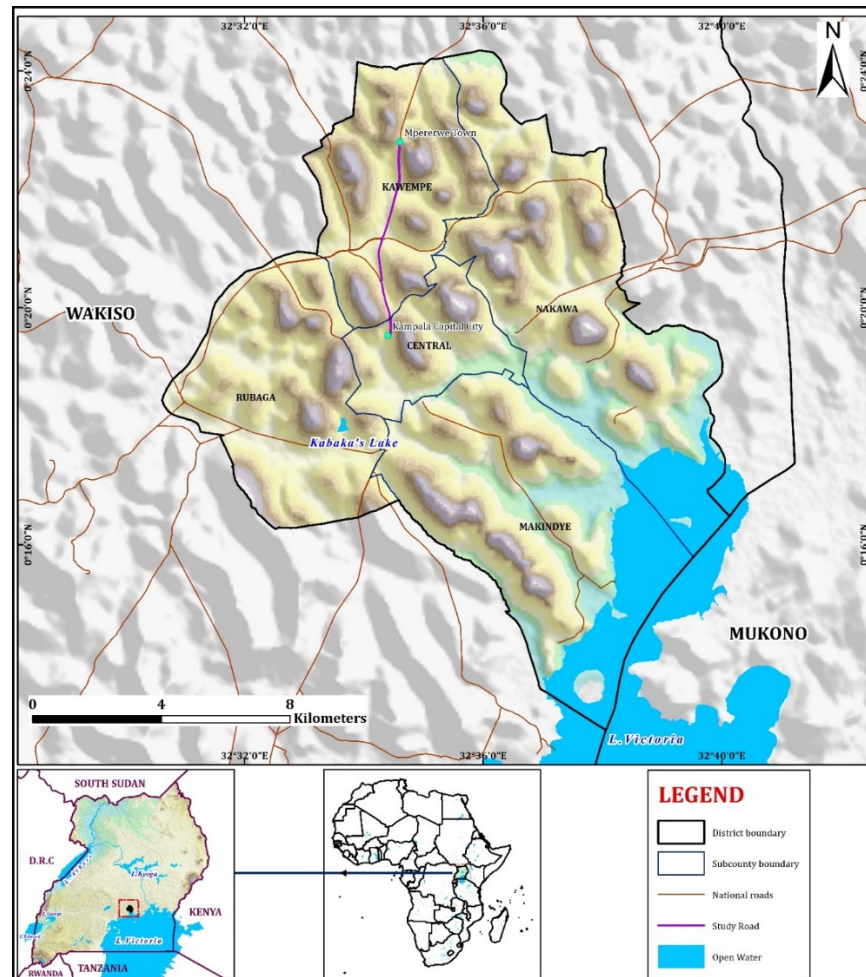 32°32'0"E
32°36'0"E
32°40'0"E
N
0°24'0"N
0°24'0"N
Mpererwe Town
KAWEMPE
0°20'0"N
0°20'0"N
WAKISO
NAKAWA
Kampala Capital City
CENTRAL
RUBAGA
Kabaka's Lake
MAKINDYE
0°16'0"N
0°16'0"N
MUKONO
0 4 8
Kilometers
L.Victoria
32°32'0"E
32°36'0"E
32°40'0"E
SOUTH SUDAN
D.R.C
L.Kyoga
KENYA
L.Victoria
RWANDA
TANZANIA
LEGEND
District boundary
Subcounty boundary
National roads
Study Road
Open Water